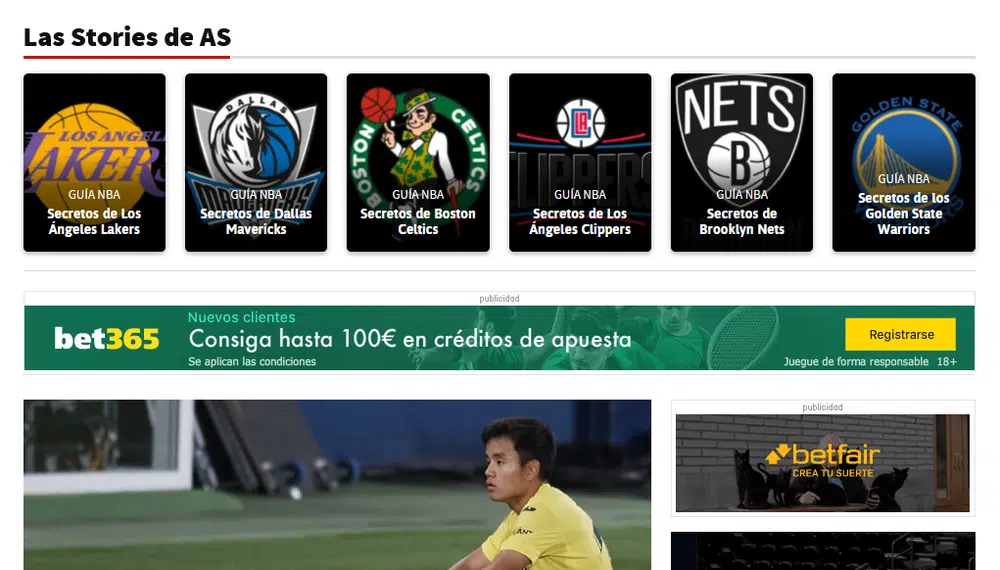 Las Stories de AS
LOS ANGELES
LAKERS
GUÍA NBA
Secretos de Los
Ángeles Lakers
DALLAS
MAVERICKS
GUÍA NBA
Secretos de Dallas
Mavericks
BOSTON CELTICS
GUÍA NBA
Secretos de Boston
Celtics
LA
CLIPPERS
GUÍA NBA
Secretos de Los
Ángeles Clippers
NETS
B
GUÍA NBA
Secretos de
Brooklyn Nets
GOLDEN STATE
GUÍA NBA
Secretos de los
Golden State
Warriors
publicidad
bet365
Nuevos clientes
Consiga hasta 100€ en créditos de apuesta
Se aplican las condiciones
Registrarse
Juegue de forma responsable 18+
publicidad
betfair
CREA TU SUERTE